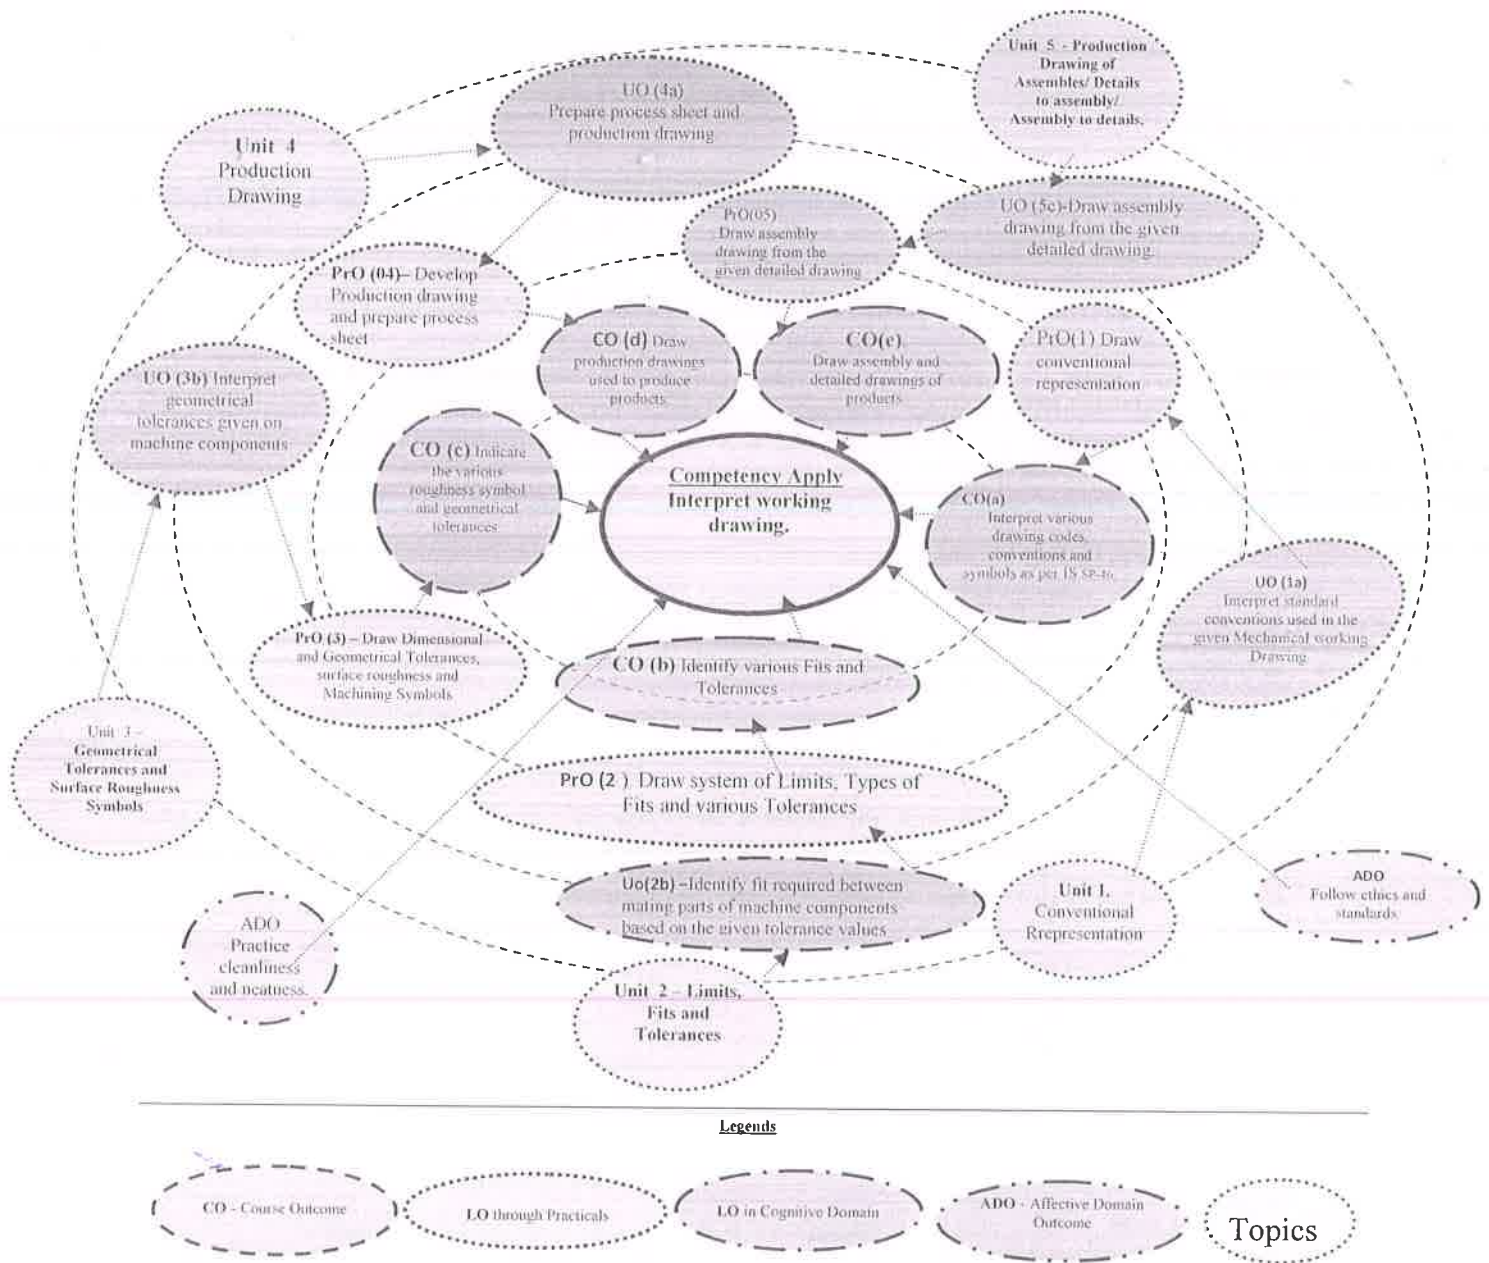 Unit 5 - Production
Drawing of
Assembles/ Details
to assembly/
Assembly to details.
UO (4a)
Prepare process sheet and
production drawing
Unit 4
Production
Drawing
PrO(05)
Draw assembly
drawing from the
given detailed drawing
UO (5c)-Draw assembly
drawing from the given
detailed drawing.
PrO (04)– Develop
Production drawing
and prepare process
sheet
CO (d) Draw
production drawings
used to produce
products
CO(e)
Draw assembly and
detailed drawings of
products
PrO(1) Draw
conventional
representation
UO (3b) Interpret
geometrical
tolerances given on
machine components
CO (c) Indicate
the various
roughness symbol
and geometrical
tolerances
Competency Apply
Interpret working
drawing.
CO(a)
Interpret various
drawing codes,
conventions and
symbols as per IS SP-46.
UO (1a)
Interpret standard
conventions used in the
given Mechanical working
Drawing
PrO (3) – Draw Dimensional
and Geometrical Tolerances,
surface roughness and
Machining Symbols
CO (b) Identify various Fits and
Tolerances
Unit 3 –
Geometrical
Tolerances and
Surface Roughness
Symbols
PrO (2 ) Draw system of Limits, Types of
Fits and various Tolerances
Uo(2b) –Identify fit required between
mating parts of machine components
based on the given tolerance values
Unit 1.
Conventional
Rrepresentation
ADO
Follow ethics and
standards
ADO
Practice
cleanliness
and neatness.
Unit 2 – Limits,
Fits and
Tolerances
Legends
CO - Course Outcome
LO through Practicals
LO in Cognitive Domain
ADO - Affective Domain
Outcome
Topics